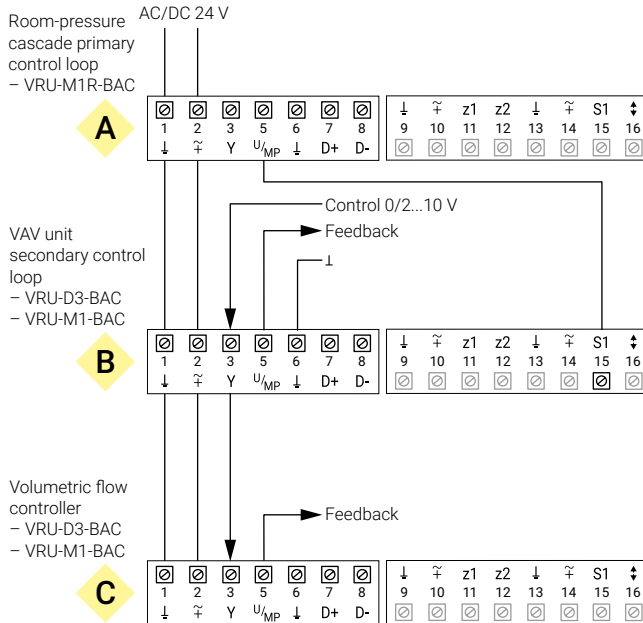 Room-pressure
cascade primary
control loop
– VRU-M1R-BAC
AC/DC 24 V
A
1 2 3 5 6 7 8
⏚ ≂ Y U/MP ⏚ D+ D-
⏚ ≂ z1 z2 ⏚ ≂ S1
9 10 11 12 13 14 15 16
Control 0/2...10 V
Feedback
⊥
VAV unit
secondary control
loop
– VRU-D3-BAC
– VRU-M1-BAC
B
1 2 3 5 6 7 8
⏚ ≂ Y U/MP ⏚ D+ D-
⏚ ≂ z1 z2 ⏚ ≂ S1
9 10 11 12 13 14 15 16
Volumetric flow
controller
– VRU-D3-BAC
– VRU-M1-BAC
Feedback
C
1 2 3 5 6 7 8
⏚ ≂ Y U/MP ⏚ D+ D-
⏚ ≂ z1 z2 ⏚ ≂ S1
9 10 11 12 13 14 15 16